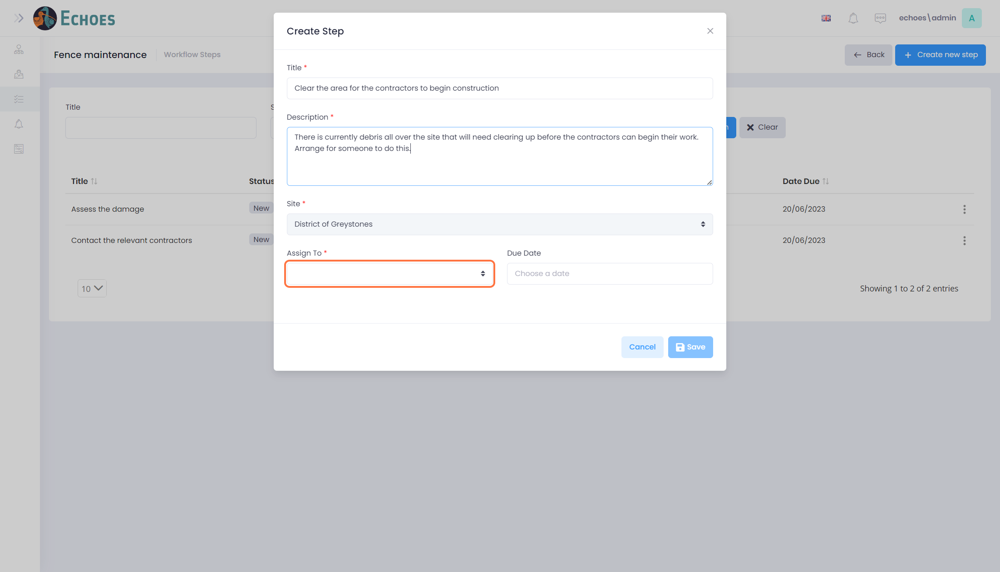 ECHOES
echoes\admin
A
Fence maintenance
Workflow Steps
Back
Create new step
Title
Clear
Title
Status
Date Due
Assess the damage
New
20/06/2023
Contact the relevant contractors
New
20/06/2023
10
Showing 1 to 2 of 2 entries
Create Step
Title *
Clear the area for the contractors to begin construction
Description *
There is currently debris all over the site that will need clearing up before the contractors can begin their work.
Arrange for someone to do this.
Site *
District of Greystones
Assign To *
Due Date
Choose a date
Cancel
Save